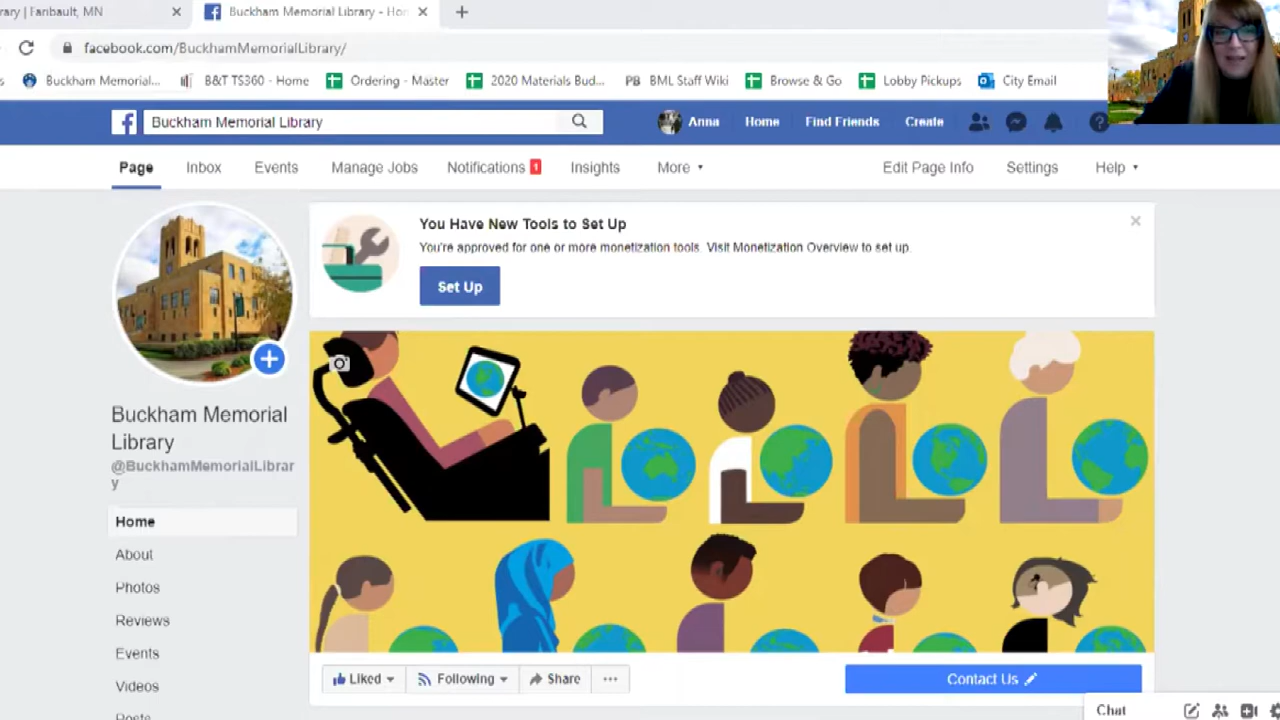 ry | Faribault, MN
Buckham Memorial Library - Ho
facebook.com/BuckhamMemorialLibrary/
s Buckham Memorial... B&T TS360 - Home Ordering - Master 2020 Materials Bud... PB BML Staff Wiki Browse & Go Lobby Pickups City Email
Buckham Memorial Library Anna Home Find Friends Create ?
Page Inbox Events Manage Jobs Notifications 1 Insights More Edit Page Info Settings Help
You Have New Tools to Set Up
You're approved for one or more monetization tools. Visit Monetization Overview to set up.
Set Up
Buckham Memorial
Library
@BuckhamMemorialLibrar
y
Home
About
Photos
Reviews
Events
Videos
Posts
Liked Following Share ... Contact Us
Chat